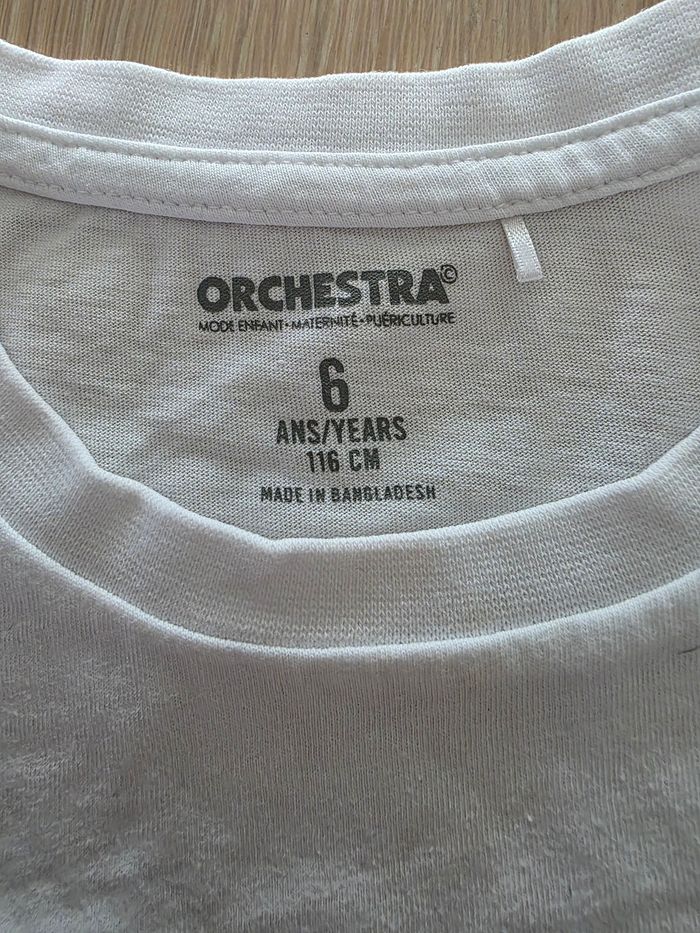 ORCHESTRA©
MODE ENFANT•MATERNITÉ•PUÉRICULTURE
6
ANS/YEARS
116 CM
MADE IN BANGLADESH